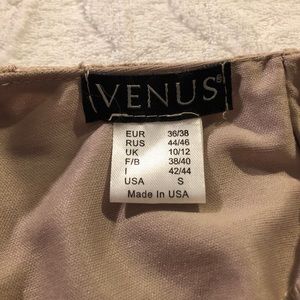 VENUS®
EUR 36/38
RUS 44/46
UK 10/12
F/B 38/40
I 42/44
USA S
Made In USA